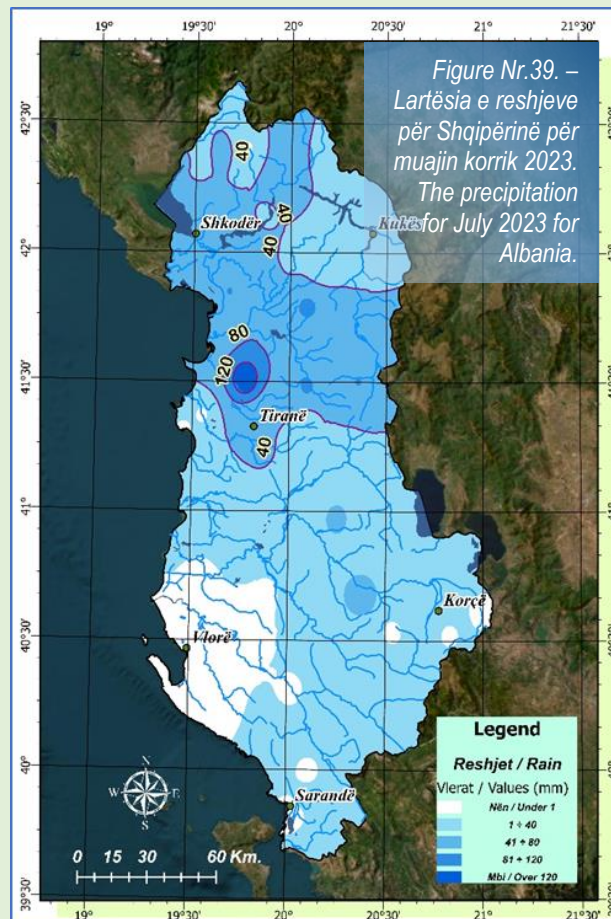 19° 19°30' 20° 20°30' 21°
Figure Nr.39. –
Lartësia e reshjeve
për Shqipërinë për
muajin korrik 2023.
The precipitation
for July 2023 for
Albania.
42°30'
40
40
Shkodër
Kukës
42°
40
80
120
41°30'
Tiranë
40
41°
Korçë
40°30'
Vlorë
Legend
Reshjet / Rain
Vlerat / Values (mm)
Nën / Under 1
1 ÷ 40
41 ÷ 80
81 ÷ 120
Mbi / Over 120
40°
N
W E
S
Sarandë
0 15 30 60 Km.
39°30'
19° 19°30' 20° 20°30' 21°